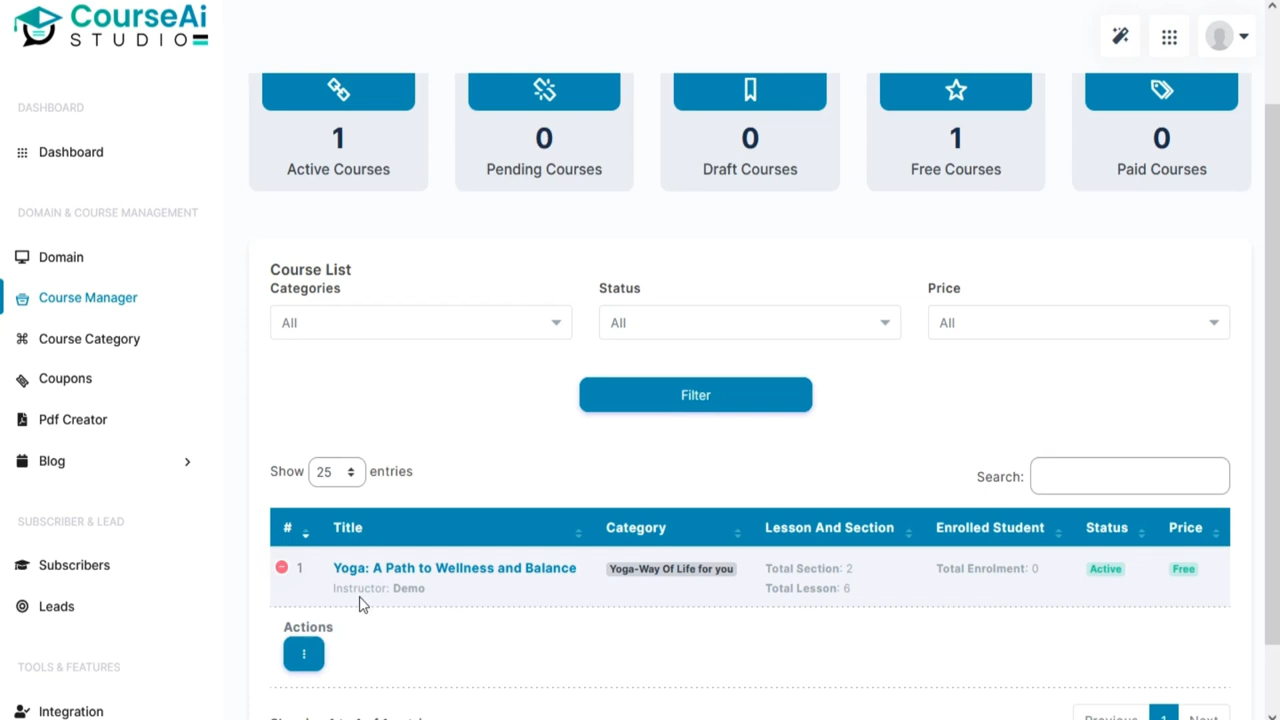 CourseAi
STUDIO
DASHBOARD
Dashboard
DOMAIN & COURSE MANAGEMENT
Domain
Course Manager
Course Category
Coupons
Pdf Creator
Blog
SUBSCRIBER & LEAD
Subscribers
Leads
TOOLS & FEATURES
Integration
1
Active Courses
0
Pending Courses
0
Draft Courses
1
Free Courses
0
Paid Courses
Course List
Categories Status Price
All All All
Filter
Show 25 entries Search:
# Title Category Lesson And Section Enrolled Student Status Price
1 Yoga: A Path to Wellness and Balance Yoga-Way Of Life for you Total Section: 2 Total Enrolment: 0 Active Free
Instructor: Demo Total Lesson: 6
Actions
Previous 1 Next